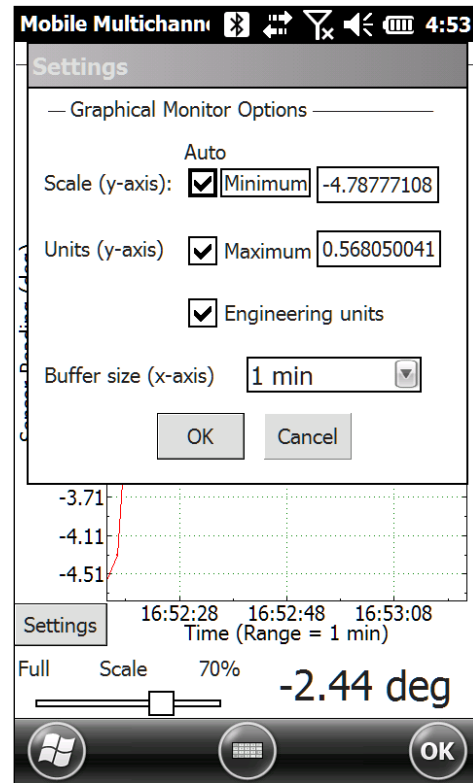 Mobile Multichann 4:53
Settings
Graphical Monitor Options
Auto
Scale (y-axis): Minimum -4.78777108
Units (y-axis) Maximum 0.568050041
Engineering units
Buffer size (x-axis) 1 min
OK Cancel
-3.71
-4.11
-4.51
16:52:28 16:52:48 16:53:08
Settings
Time (Range = 1 min)
Full Scale 70%
-2.44 deg
OK